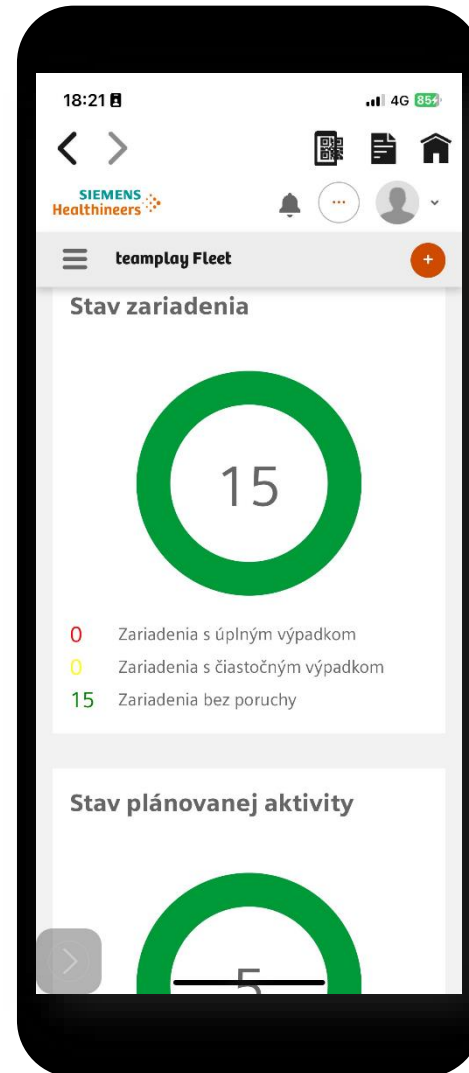 18:21
4G 85
SIEMENS
Healthineers
teamplay Fleet
+
Stav zariadenia
15
0 Zariadenia s úplným výpadkom
0 Zariadenia s čiastočným výpadkom
15 Zariadenia bez poruchy
Stav plánovanej aktivity
5